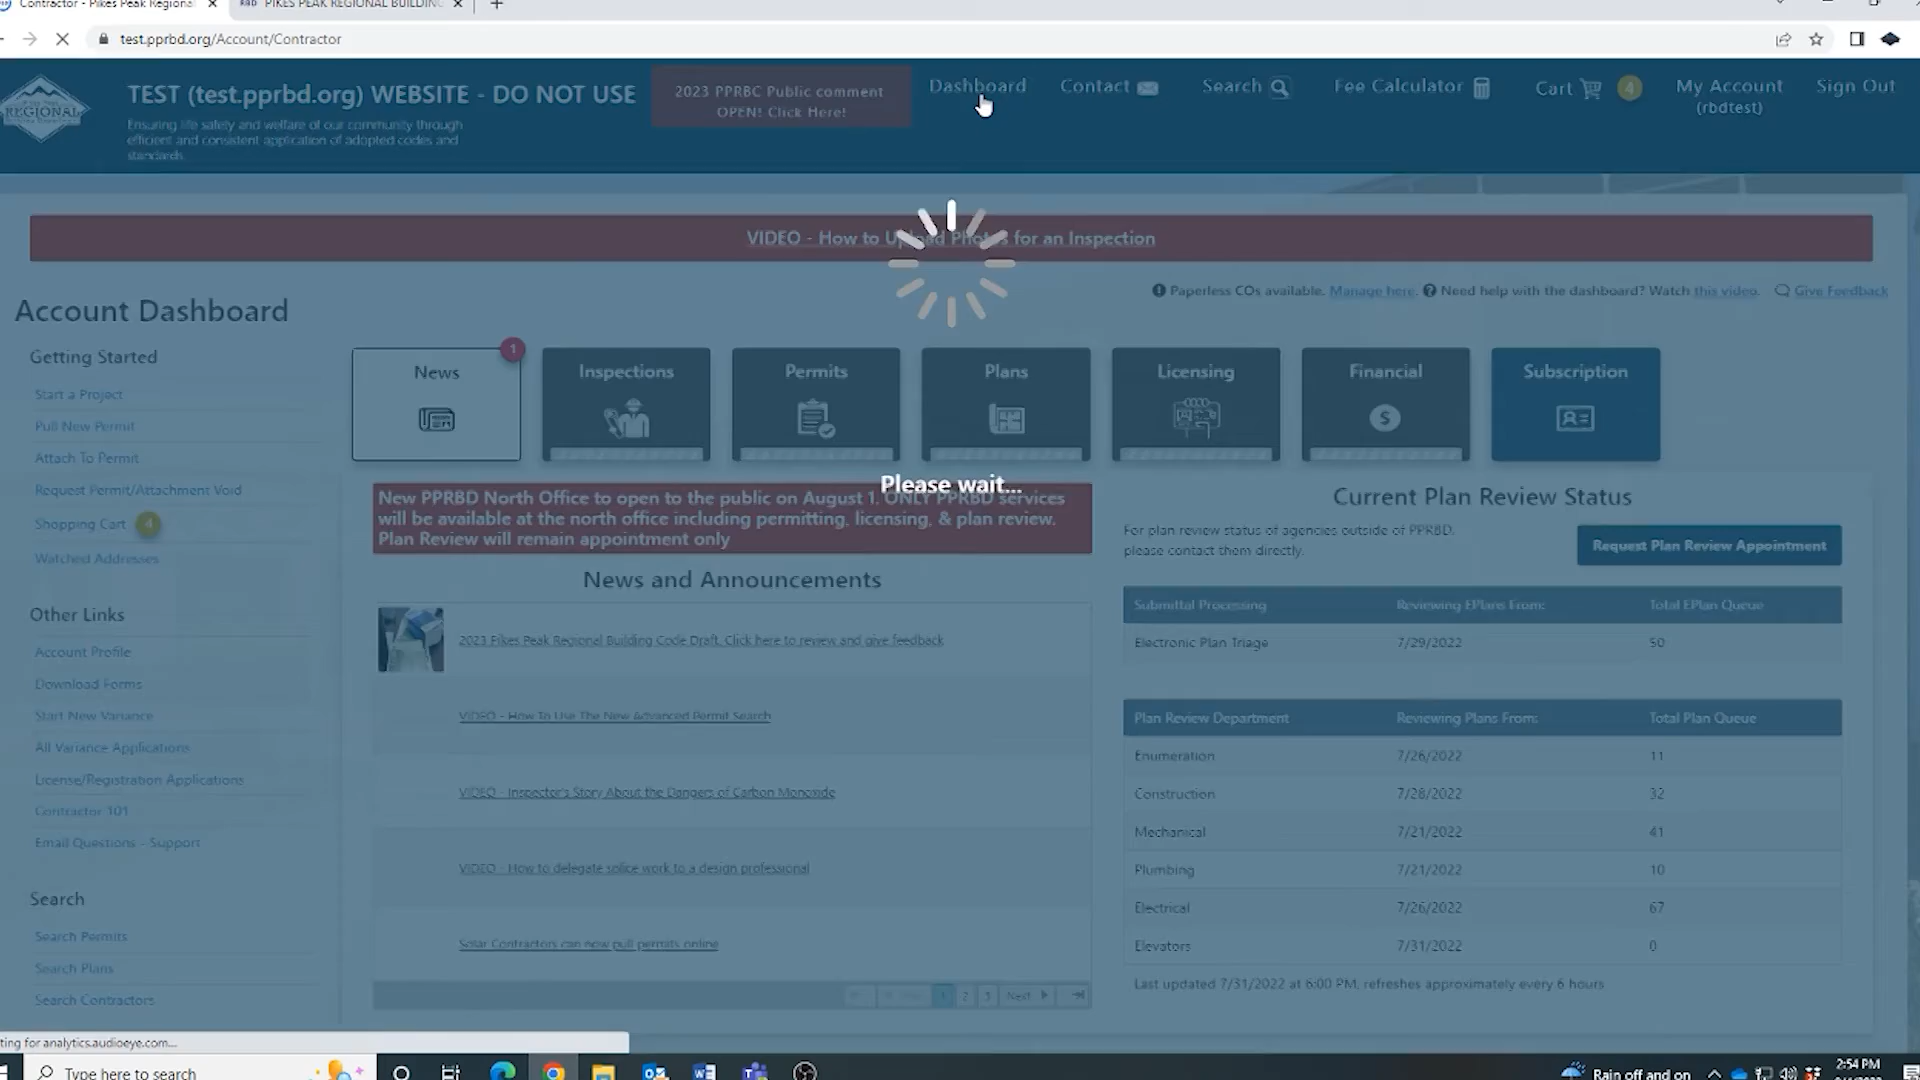 Contractor - Pikes Peak Regional
RBD PIKES PEAK REGIONAL BUILDING
test.pprbd.org/Account/Contractor
REGIONAL
TEST (test.pprbd.org) WEBSITE - DO NOT USE
Ensuring life safety and welfare of our community through
efficient and consistent application of adopted codes and
standards.
2023 PPRBC Public comment
OPEN! Click Here!
Dashboard
Contact
Search
Fee Calculator
Cart
4
My Account
(rbdtest)
Sign Out
VIDEO - How to Upload Photos for an Inspection
Paperless COs available. Manage here. Need help with the dashboard? Watch this video. Give Feedback
Account Dashboard
Getting Started
Start a Project
Pull New Permit
Attach To Permit
Request Permit/Attachment Void
Shopping Cart 4
Watched Addresses
Other Links
Account Profile
Download Forms
Start New Variance
All Variance Applications
License/Registration Applications
Contractor 101
Email Questions - Support
Search
Search Permits
Search Plans
Search Contractors
News
1
Inspections
Permits
Plans
Licensing
Financial
Subscription
Please wait...
New PPRBD North Office to open to the public on August 1. ONLY PPRBD services
will be available at the north office including permitting, licensing, & plan review.
Plan Review will remain appointment only
News and Announcements
2023 Pikes Peak Regional Building Code Draft. Click here to review and give feedback
VIDEO - How To Use The New Advanced Permit Search
VIDEO - Inspector's Story About the Dangers of Carbon Monoxide
VIDEO - How to delegate splice work to a design professional
Solar Contractors can now pull permits online
1 2 3 Next
Current Plan Review Status
For plan review status of agencies outside of PPRBD,
please contact them directly.
Request Plan Review Appointment
Submittal Processing Reviewing EPlans From: Total EPlan Queue
Electronic Plan Triage 7/29/2022 50
Plan Review Department Reviewing Plans From: Total Plan Queue
Enumeration 7/26/2022 11
Construction 7/28/2022 32
Mechanical 7/21/2022 41
Plumbing 7/21/2022 10
Electrical 7/26/2022 67
Elevators 7/31/2022 0
Last updated 7/31/2022 at 6:00 PM, refreshes approximately every 6 hours
ting for analytics.audioeye.com...
Type here to search
Rain off and on
2:54 PM